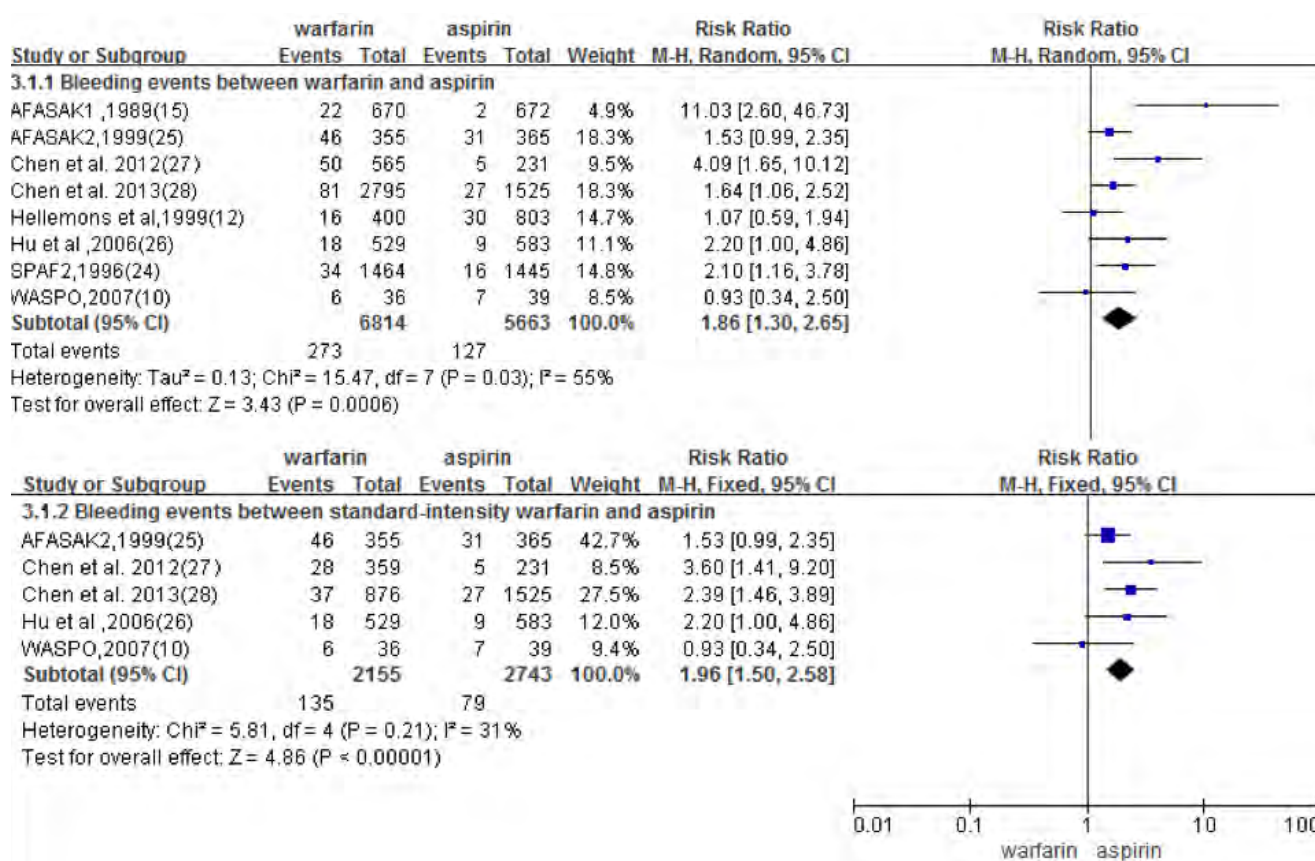 warfarin aspirin Risk Ratio Risk Ratio
Study or Subgroup Events Total Events Total Weight M-H, Random, 95% CI M-H, Random, 95% CI
3.1.1 Bleeding events between warfarin and aspirin
AFASAK1 ,1989(15) 22 670 2 672 4.9% 11.03 [2.60, 46.73]
AFASAK2,1999(25) 46 355 31 365 18.3% 1.53 [0.99, 2.35]
Chen et al. 2012(27) 50 565 5 231 9.5% 4.09 [1.65, 10.12]
Chen et al. 2013(28) 81 2795 27 1525 18.3% 1.64 [1.06, 2.52]
Hellemons et al,1999(12) 16 400 30 803 14.7% 1.07 [0.59, 1.94]
Hu et al ,2006(26) 18 529 9 583 11.1% 2.20 [1.00, 4.86]
SPAF2,1996(24) 34 1464 16 1445 14.8% 2.10 [1.16, 3.78]
WASPO,2007(10) 6 36 7 39 8.5% 0.93 [0.34, 2.50]
Subtotal (95% CI) 6814 5663 100.0% 1.86 [1.30, 2.65]
Total events 273 127
Heterogeneity: Tau² = 0.13; Chi² = 15.47, df = 7 (P = 0.03); I² = 55%
Test for overall effect: Z = 3.43 (P = 0.0006)
warfarin aspirin Risk Ratio Risk Ratio
Study or Subgroup Events Total Events Total Weight M-H, Fixed, 95% CI M-H, Fixed, 95% CI
3.1.2 Bleeding events between standard-intensity warfarin and aspirin
AFASAK2,1999(25) 46 355 31 365 42.7% 1.53 [0.99, 2.35]
Chen et al. 2012(27) 28 359 5 231 8.5% 3.60 [1.41, 9.20]
Chen et al. 2013(28) 37 876 27 1525 27.5% 2.39 [1.46, 3.89]
Hu et al ,2006(26) 18 529 9 583 12.0% 2.20 [1.00, 4.86]
WASPO,2007(10) 6 36 7 39 9.4% 0.93 [0.34, 2.50]
Subtotal (95% CI) 2155 2743 100.0% 1.96 [1.50, 2.58]
Total events 135 79
Heterogeneity: Chi² = 5.81, df = 4 (P = 0.21); I² = 31%
Test for overall effect: Z = 4.86 (P < 0.00001)
0.01 0.1 1 10 100
warfarin aspirin